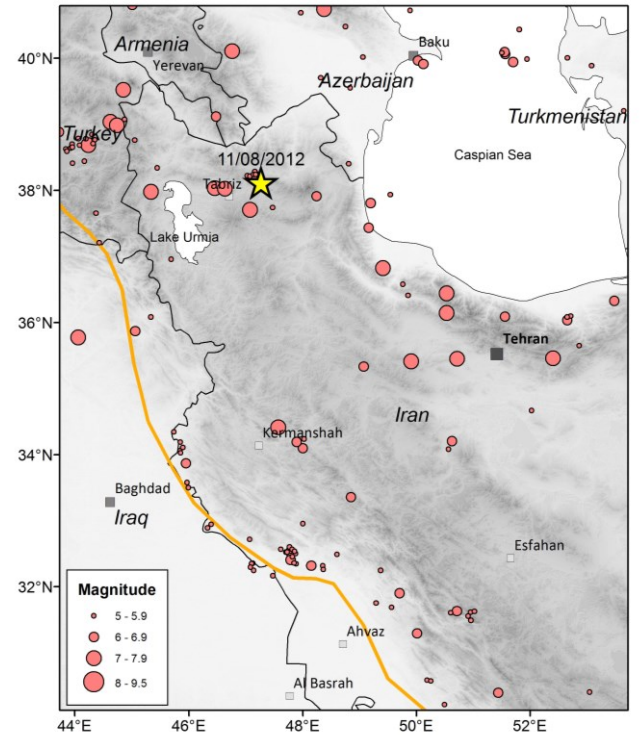 40°
Armenia
Yerevan
Baku
Azerbaijan
Turkmenistan
Turkey
Caspian Sea
11/08/2012
38°
Tabriz
Lake Urmia
36°
Tehran
Iran
Kermanshah
34°
Baghdad
Iraq
Esfahan
32°
Magnitude
5 - 5.9
6 - 6.9
7 - 7.9
8 - 9.5
Ahvaz
Al Basrah
44°
46°
48°
50°
52°